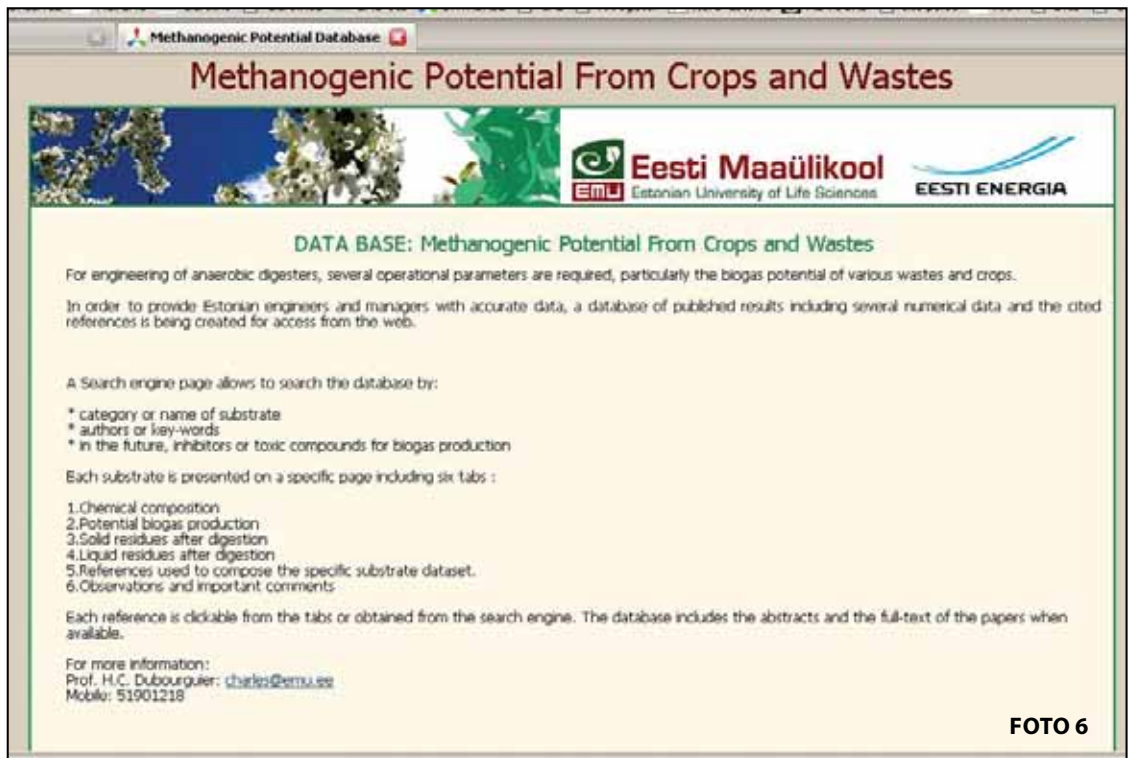 Methanogenic Potential Database
Methanogenic Potential From Crops and Wastes
Eesti Maaülikool
EMU Estonian University of Life Sciences
EESTI ENERGIA
DATA BASE: Methanogenic Potential From Crops and Wastes
For engineering of anaerobic digesters, several operational parameters are required, particularly the biogas potential of various wastes and crops.
In order to provide Estonian engineers and managers with accurate data, a database of published results including several numerical data and the cited
references is being created for access from the web.
A Search engine page allows to search the database by:
* category or name of substrate
* authors or key-words
* in the future, inhibitors or toxic compounds for biogas production
Each substrate is presented on a specific page including six tabs :
1.Chemical composition
2.Potential biogas production
3.Solid residues after digestion
4.Liquid residues after digestion
5.References used to compose the specific substrate dataset.
6.Observations and important comments
Each reference is clickable from the tabs or obtained from the search engine. The database includes the abstracts and the full-text of the papers when
available.
For more information:
Prof. H.C. Dubourguier: charles@emu.ee
Mobile: 51901218
FOTO 6